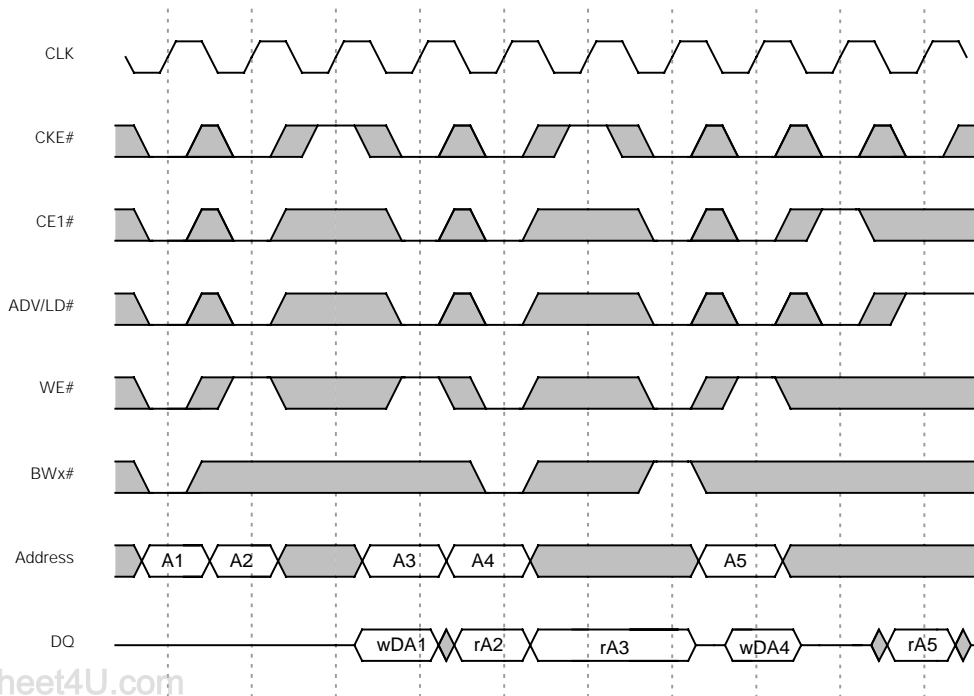 CLK
CKE#
CE1#
ADV/LD#
WE#
BWx#
Address A1 A2 A3 A4 A5
DQ wDA1 rA2 rA3 wDA4 rA5
heet4U.com